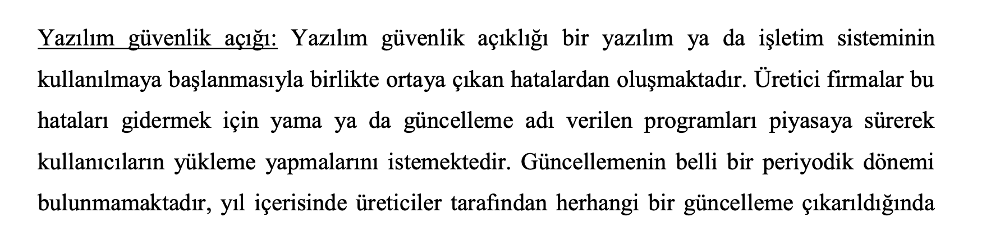 Yazılım güvenlik açığı: Yazılım güvenlik açıklığı bir yazılım ya da işletim sisteminin
kullanılmaya başlanmasıyla birlikte ortaya çıkan hatalardan oluşmaktadır. Üretici firmalar bu
hataları gidermek için yama ya da güncelleme adı verilen programları piyasaya sürerek
kullanıcıların yükleme yapmalarını istemektedir. Güncellemenin belli bir periyodik dönemi
bulunmamaktadır, yıl içerisinde üreticiler tarafından herhangi bir güncelleme çıkarıldığında